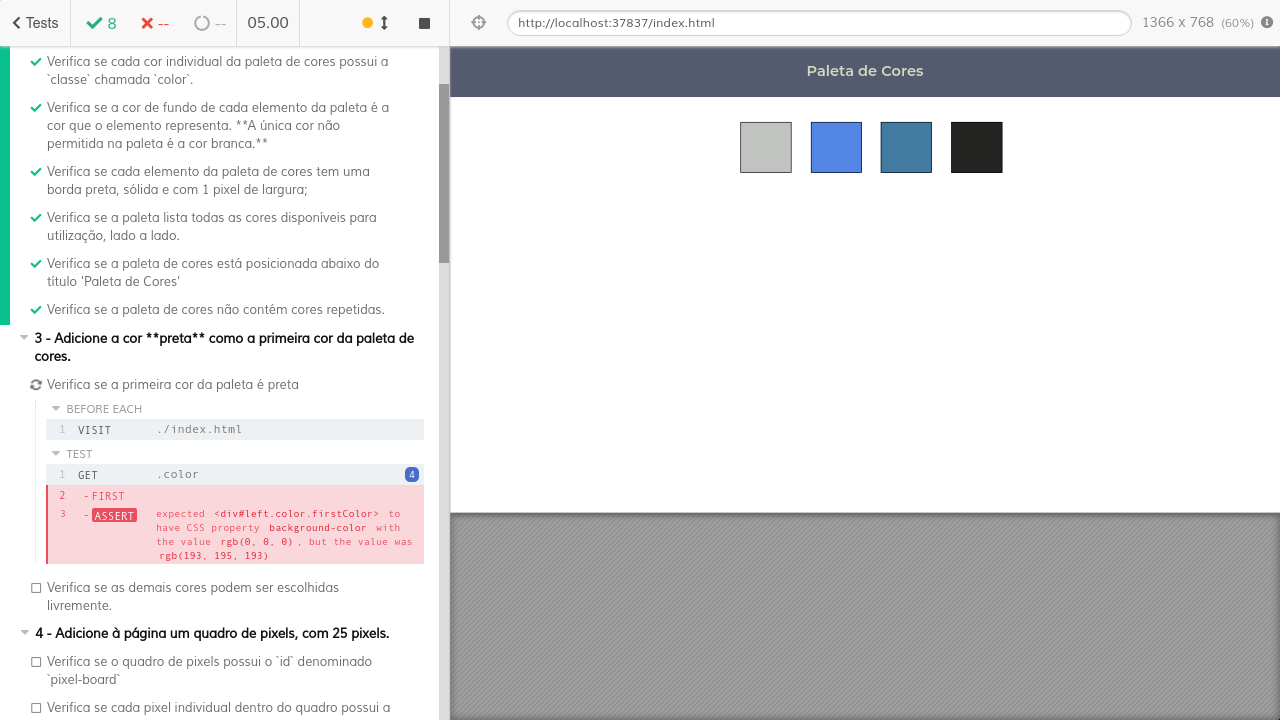 Tests
8
--
--
05.00
http://localhost:37837/index.html
1366 x 768 (60%)
Verifica se cada cor individual da paleta de cores possui a
`classe` chamada `color`.
Verifica se a cor de fundo de cada elemento da paleta é a
cor que o elemento representa. **A única cor não
permitida na paleta é a cor branca.**
Verifica se cada elemento da paleta de cores tem uma
borda preta, sólida e com 1 pixel de largura;
Verifica se a paleta lista todas as cores disponíveis para
utilização, lado a lado.
Verifica se a paleta de cores está posicionada abaixo do
título 'Paleta de Cores'
Verifica se a paleta de cores não contém cores repetidas.
3 - Adicione a cor **preta** como a primeira cor da paleta de
cores.
Verifica se a primeira cor da paleta é preta
BEFORE EACH
1 VISIT ./index.html
TEST
1 GET .color 4
2 -FIRST
3 -ASSERT expected <div#left.color.firstColor> to
have CSS property background-color with
the value rgb(0, 0, 0), but the value was
rgb(193, 195, 193)
Verifica se as demais cores podem ser escolhidas
livremente.
4 - Adicione à página um quadro de pixels, com 25 pixels.
Verifica se o quadro de pixels possui o `id` denominado
`pixel-board`
Verifica se cada pixel individual dentro do quadro possui a
Paleta de Cores